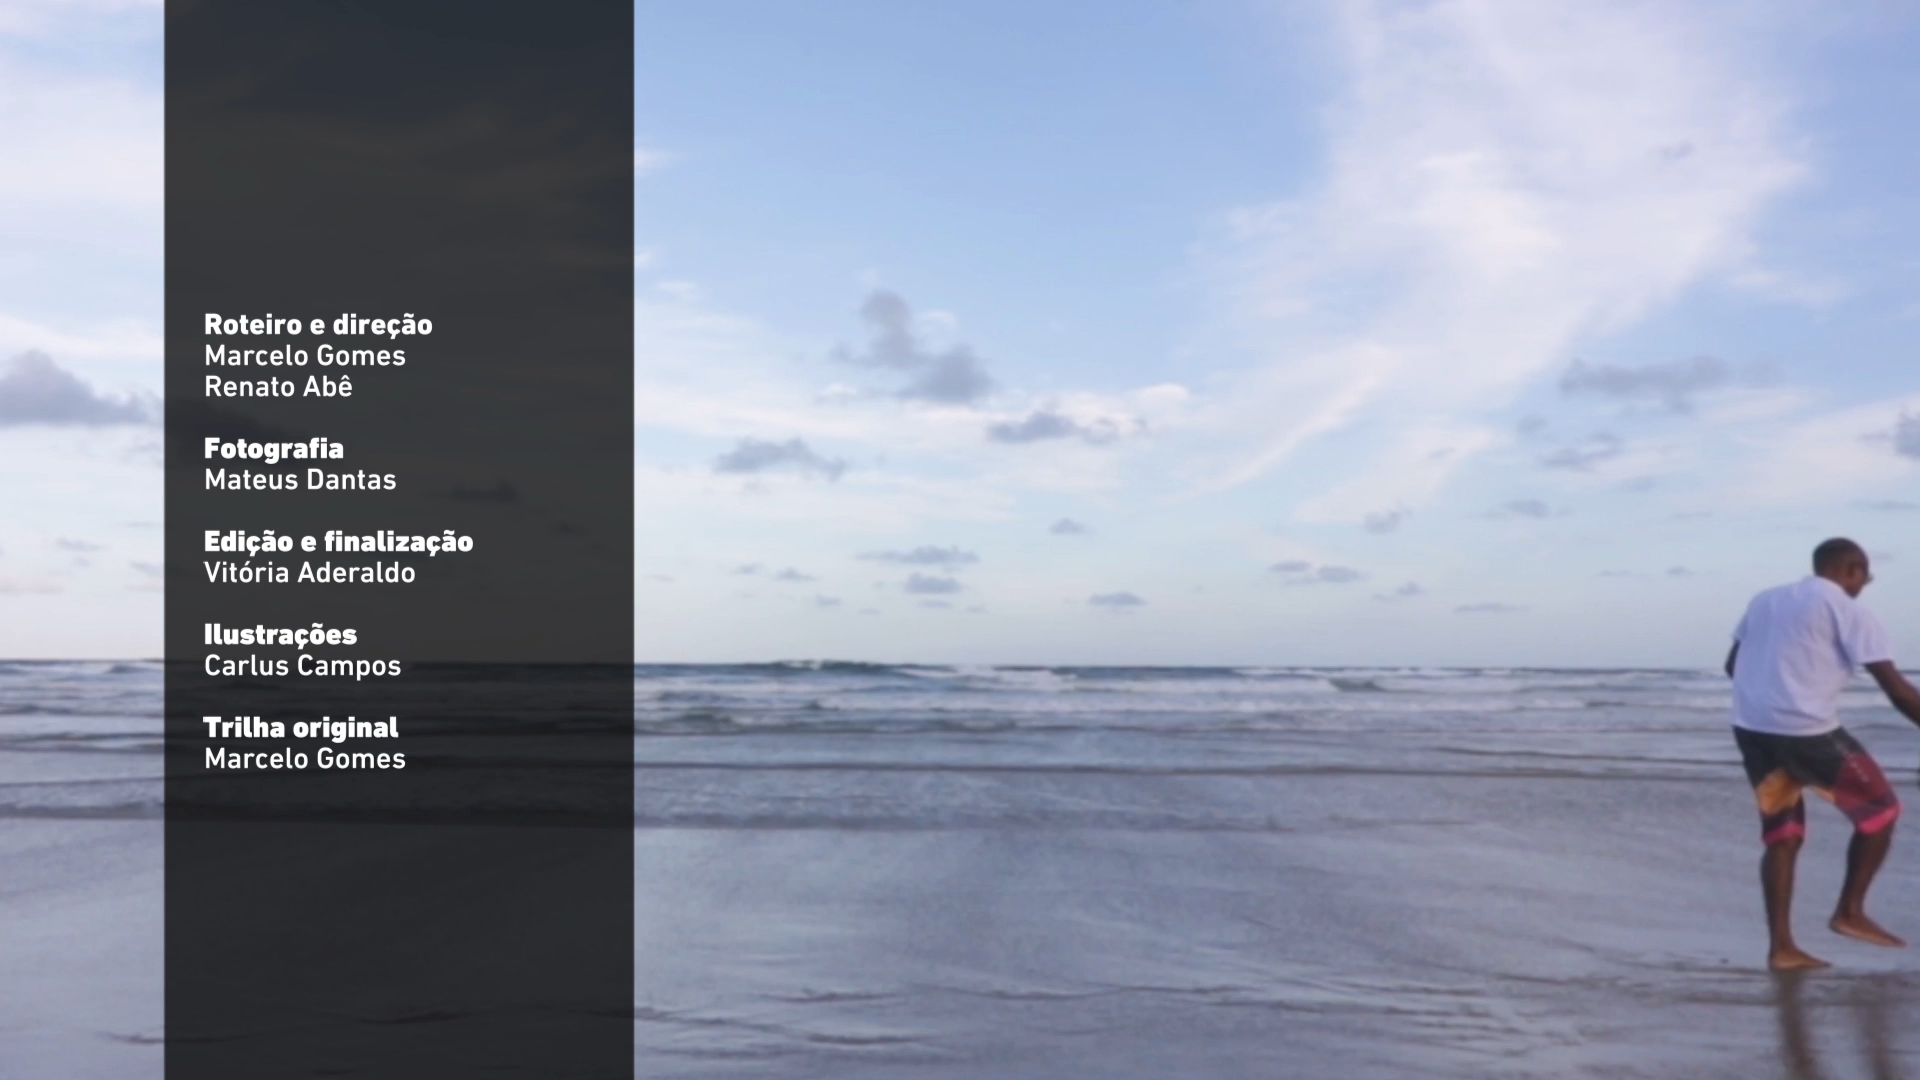 Roteiro e direção
Marcelo Gomes
Renato Abê
Fotografia
Mateus Dantas
Edição e finalização
Vitória Aderaldo
Ilustrações
Carlus Campos
Trilha original
Marcelo Gomes